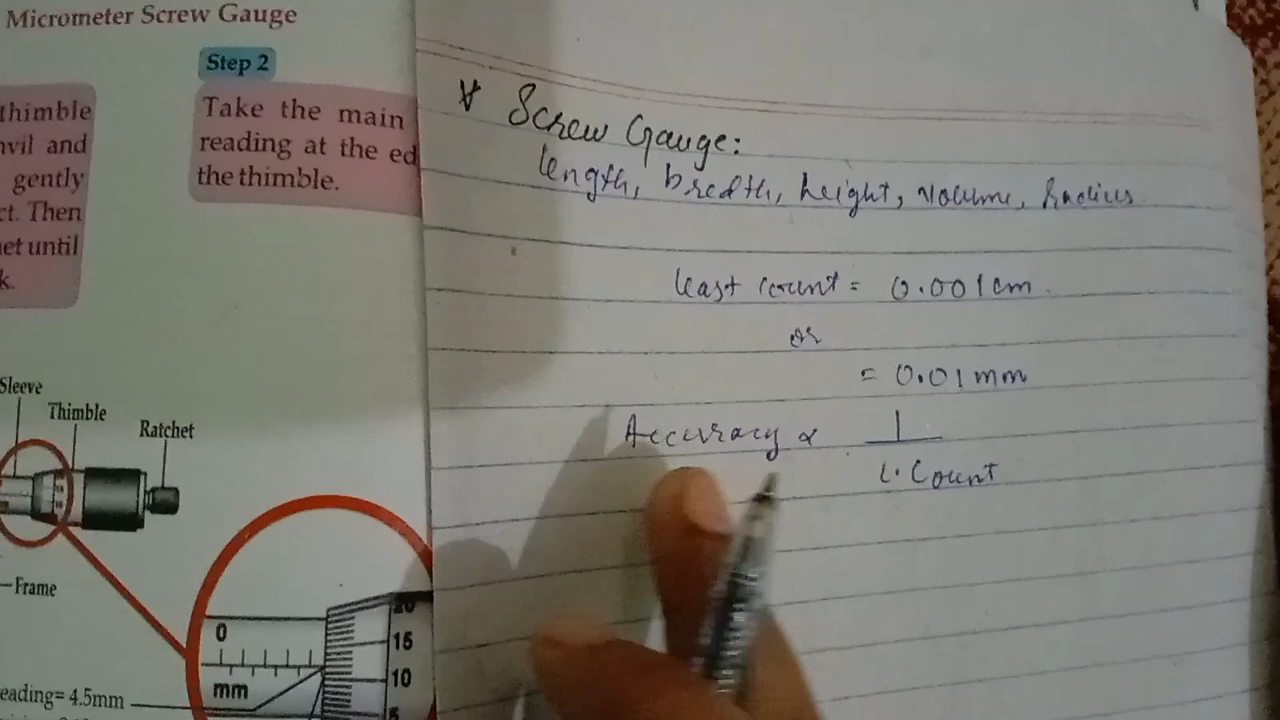 Micrometer Screw Gauge
Step 2
thimble
vil and
gently
ct. Then
et until
k.
Take the main
reading at the ed
the thimble.
Sleeve
Thimble
Ratchet
Frame
0
mm
20
15
10
5
eading= 4.5mm
Screw Gauge:
length, bredth, height, volume, Radius
least count = 0.001cm
or
= 0.01mm
Accuracy ∝ 1
L. Count